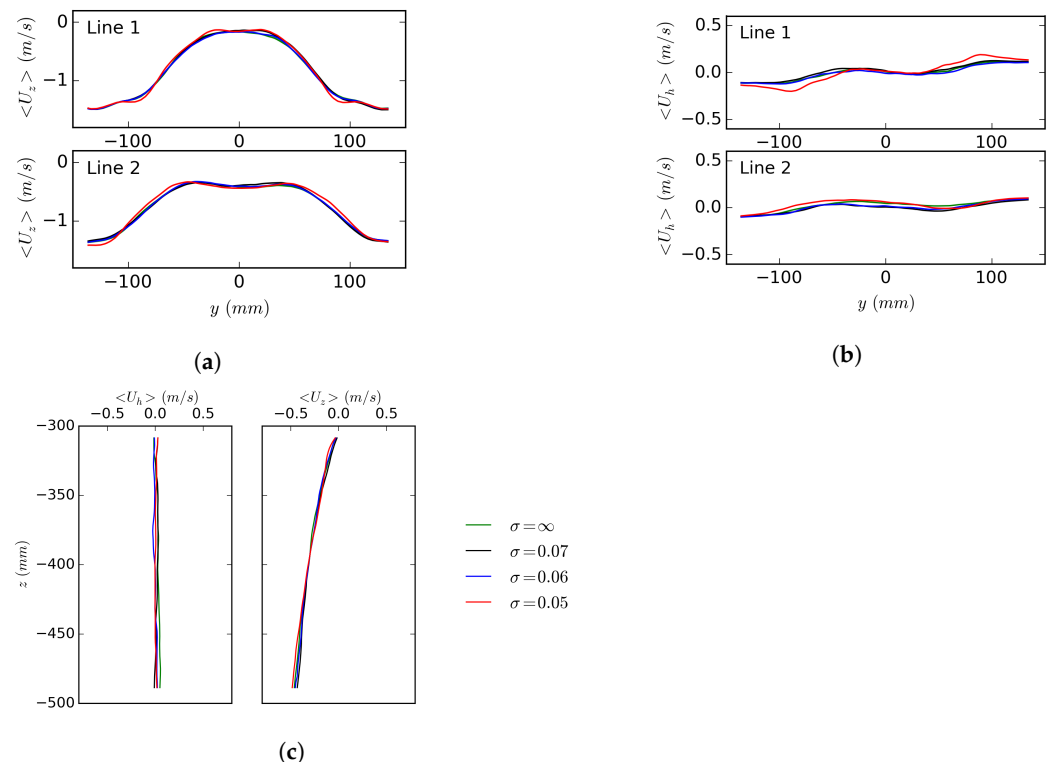 Line 1
<U_z> (m/s)
0
−1
−100
0
100
Line 2
<U_z> (m/s)
0
−1
−100
0
100
y (mm)
(a)
Line 1
<U_h> (m/s)
0.5
0.0
−0.5
−100
0
100
Line 2
<U_h> (m/s)
0.5
0.0
−0.5
−100
0
100
y (mm)
(b)
<U_h> (m/s)
−0.5 0.0 0.5
<U_z> (m/s)
−0.5 0.0 0.5
z (mm)
−300
−350
−400
−450
−500
σ=∞
σ=0.07
σ=0.06
σ=0.05
(c)